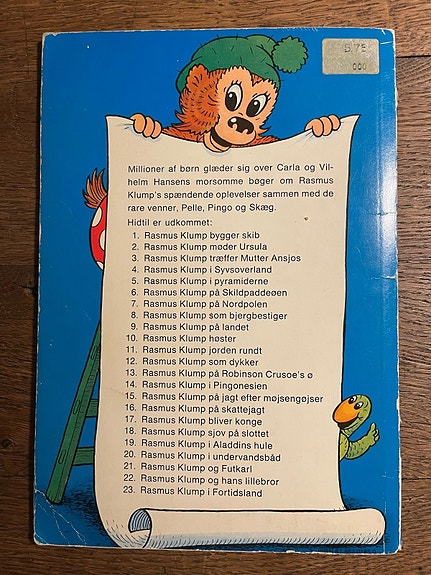 8.75
000
Millioner af børn glæder sig over Carla og Vil-
helm Hansens morsomme bøger om Rasmus
Klump's spændende oplevelser sammen med de
rare venner, Pelle, Pingo og Skæg.
Hidtil er udkommet:
1. Rasmus Klump bygger skib
2. Rasmus Klump møder Ursula
3. Rasmus Klump træffer Mutter Ansjos
4. Rasmus Klump i Syvsoverland
5. Rasmus Klump i pyramiderne
6. Rasmus Klump på Skildpaddeøen
7. Rasmus Klump på Nordpolen
8. Rasmus Klump som bjergbestiger
9. Rasmus Klump på landet
10. Rasmus Klump høster
11. Rasmus Klump jorden rundt
12. Rasmus Klump som dykker
13. Rasmus Klump på Robinson Crusoe's ø
14. Rasmus Klump i Pingonesien
15. Rasmus Klump på jagt efter møjsengøjser
16. Rasmus Klump på skattejagt
17. Rasmus Klump bliver konge
18. Rasmus Klump sjov på slottet
19. Rasmus Klump i Aladdins hule
20. Rasmus Klump i undervandsbåd
21. Rasmus Klump og Futkarl
22. Rasmus Klump og hans lillebror
23. Rasmus Klump i Fortidsland